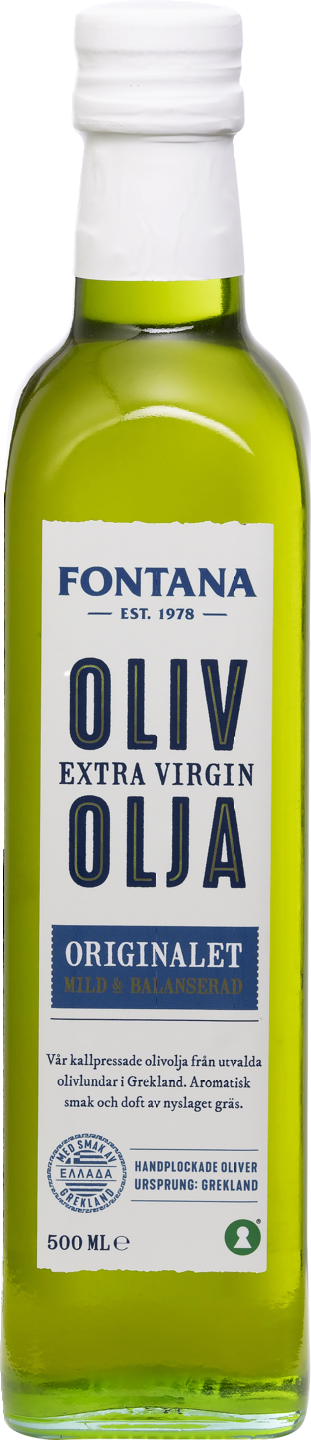 FONTANA
EST. 1978
OLIV
EXTRA VIRGIN
OLJA
ORIGINALET
MILD & BALANSERAD
Vår kallpressade olivolja från utvalda
olivlundar i Grekland. Aromatisk
smak och doft av nyslaget gräs.
MED SMAK AV
ΕΛΛΑΔΑ
GREKLAND
HANDPLOCKADE OLIVER
URSPRUNG: GREKLAND
500 ML ℮
®